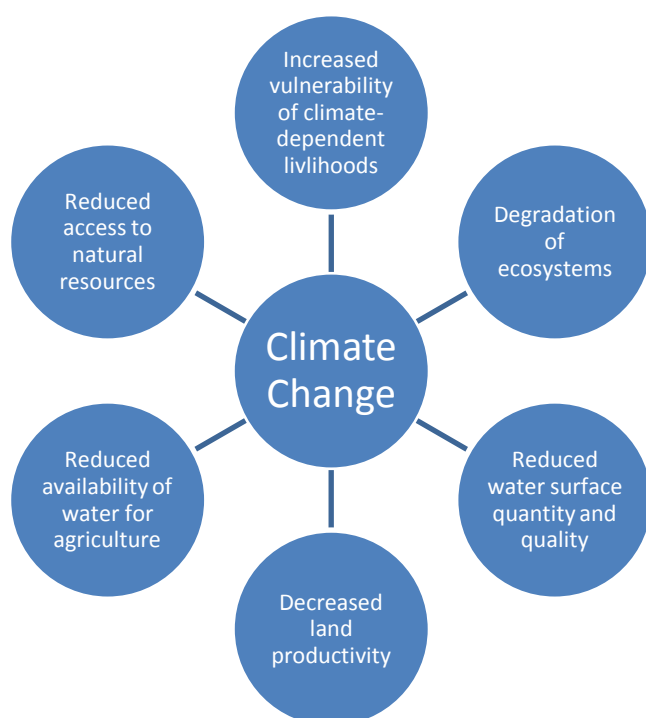 Increased
vulnerability
of climate-
dependent
livlihoods
Degradation
of
ecosystems
Reduced
water surface
quantity and
quality
Decreased
land
productivity
Reduced
availability of
water for
agriculture
Reduced
access to
natural
resources
Climate
Change